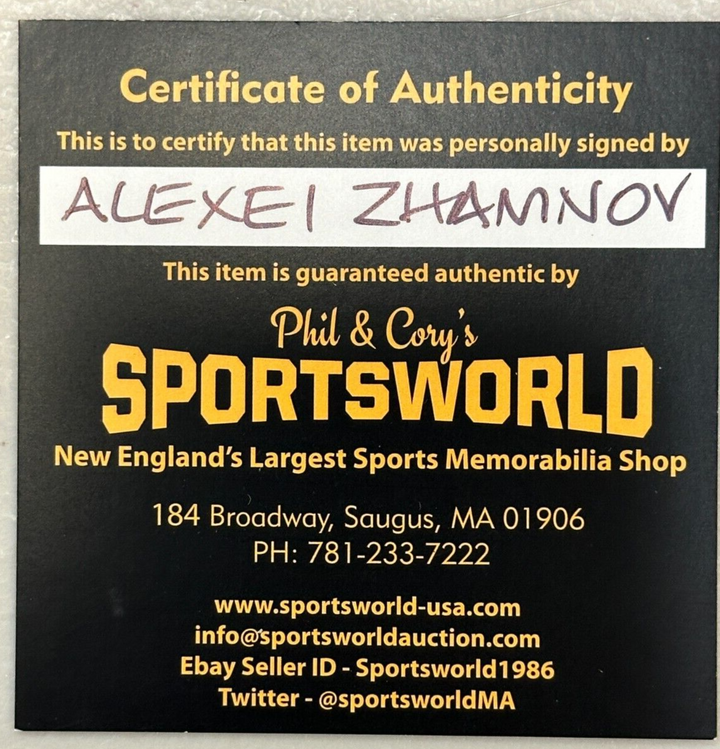 Certificate of Authenticity
This is to certify that this item was personally signed by
ALEXEI ZHAMNOV
This item is guaranteed authentic by
Phil & Cory's
SPORTSWORLD
New England's Largest Sports Memorabilia Shop
184 Broadway, Saugus, MA 01906
PH: 781-233-7222
www.sportsworld-usa.com
info@sportsworldauction.com
Ebay Seller ID - Sportsworld1986
Twitter - @sportsworldMA